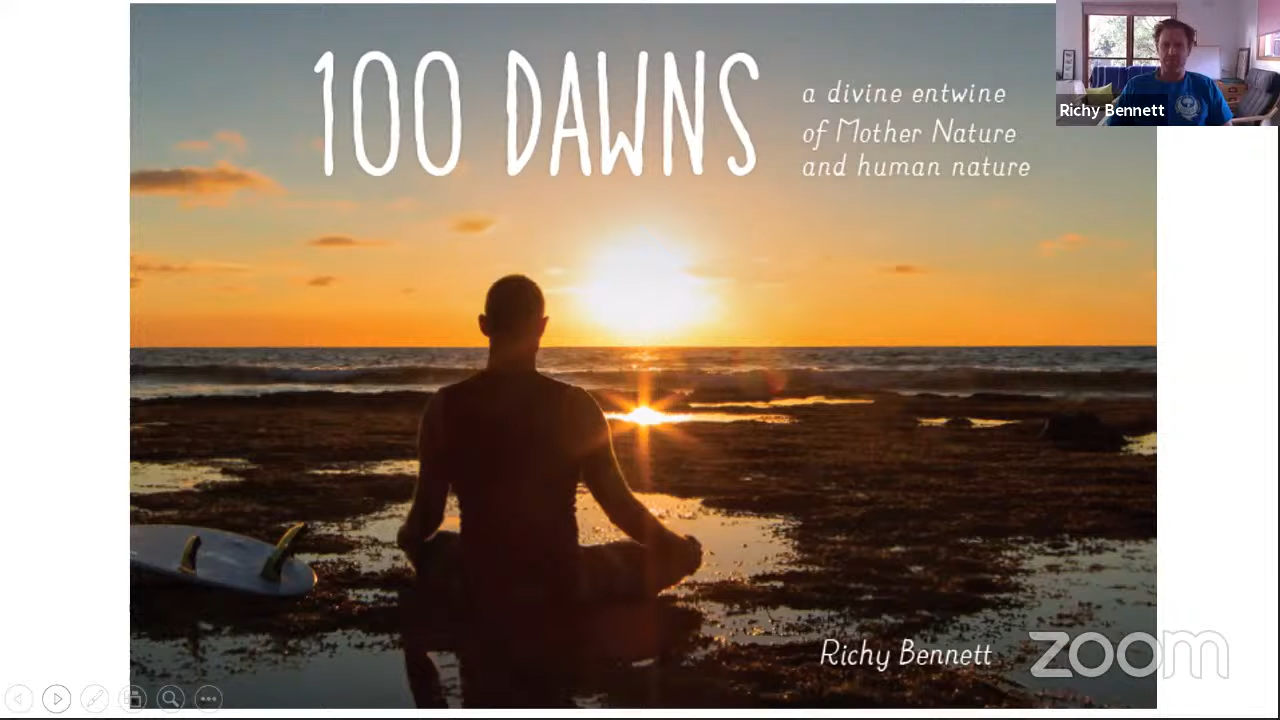 100 DAWNS
a divine entwine
of Mother Nature
and human nature
Richy Bennett
Richy Bennett
zoom